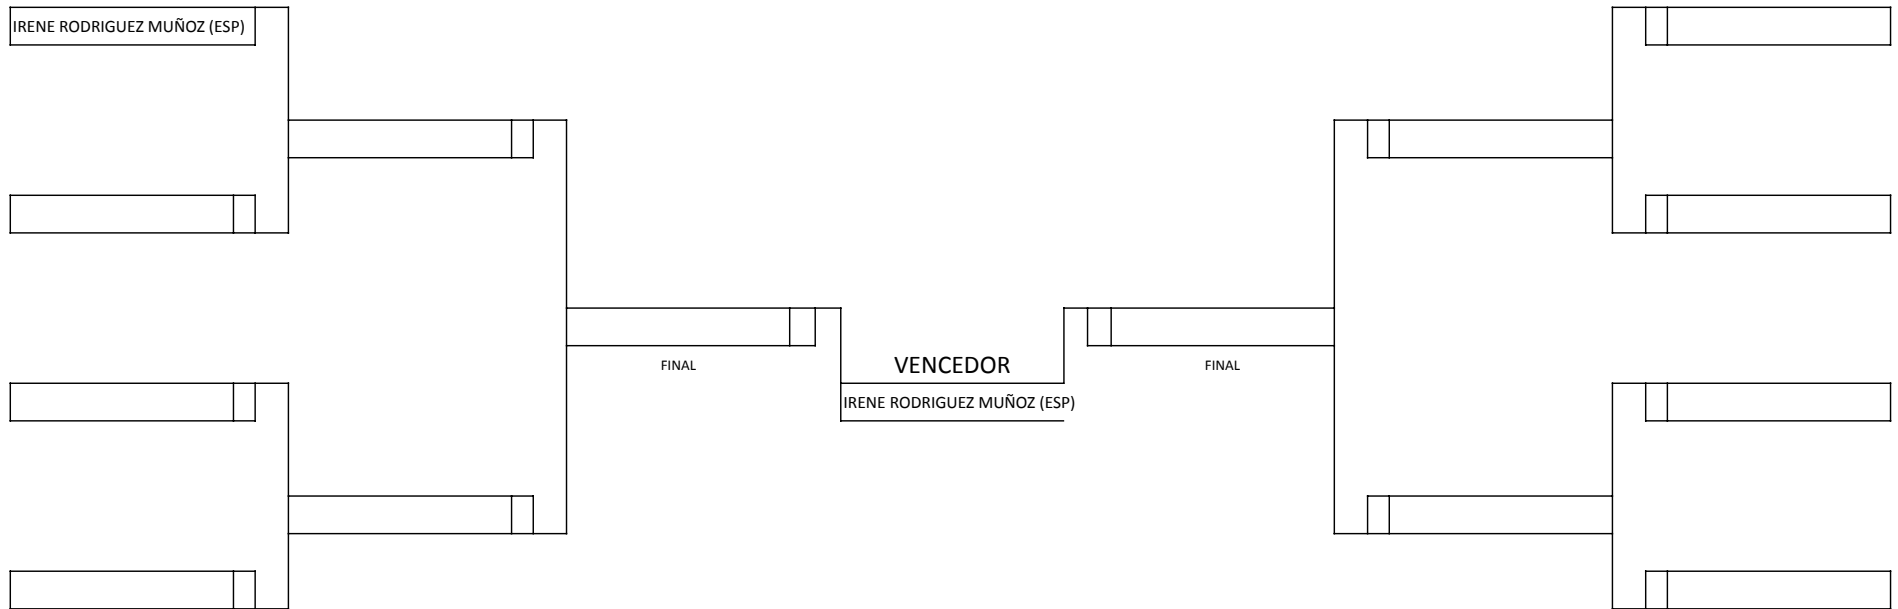 IRENE RODRIGUEZ MUÑOZ (ESP)
FINAL
VENCEDOR
FINAL
IRENE RODRIGUEZ MUÑOZ (ESP)